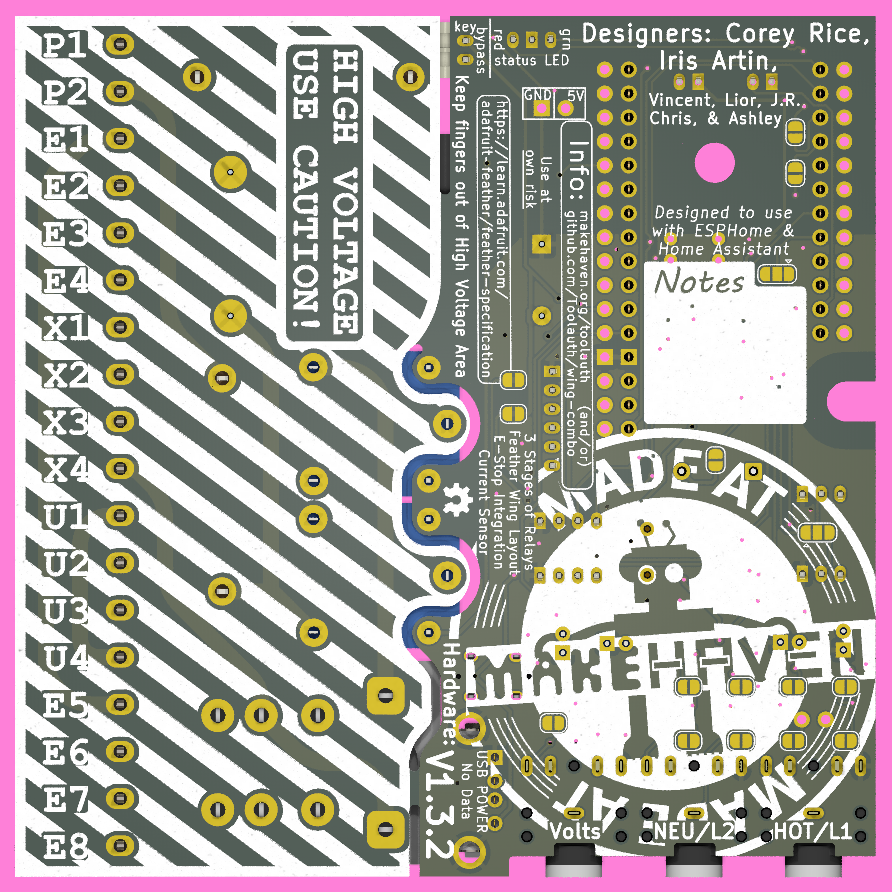 P1
P2
E1
E2
E3
E4
X1
X2
X3
X4
U1
U2
U3
U4
E5
E6
E7
E8
HIGH VOLTAGE
USE CAUTION!
key
bypass
red
grn
status LED
Keep fingers out of High Voltage Area
https://learn.adafruit.com/
adafruit-feather/feather-specification
GND
5V
Use at
own risk
Info:
makehaven.org/toolauth (and/or)
github.com/Toolauth/wing-combo
Designers: Corey Rice,
Iris Artin,
Vincent, Lior, J.R.,
Chris, & Ashley
Designed to use
with ESPHome &
Home Assistant
Notes
3 Stages of Relays
Feather Wing Layout
E-Stop Integration
Current Sensor
MADE AT
MAKEHAVEN
MADE AT
Hardware: V1.3.2
USB POWER
No Data
Volts
NEU/L2
HOT/L1